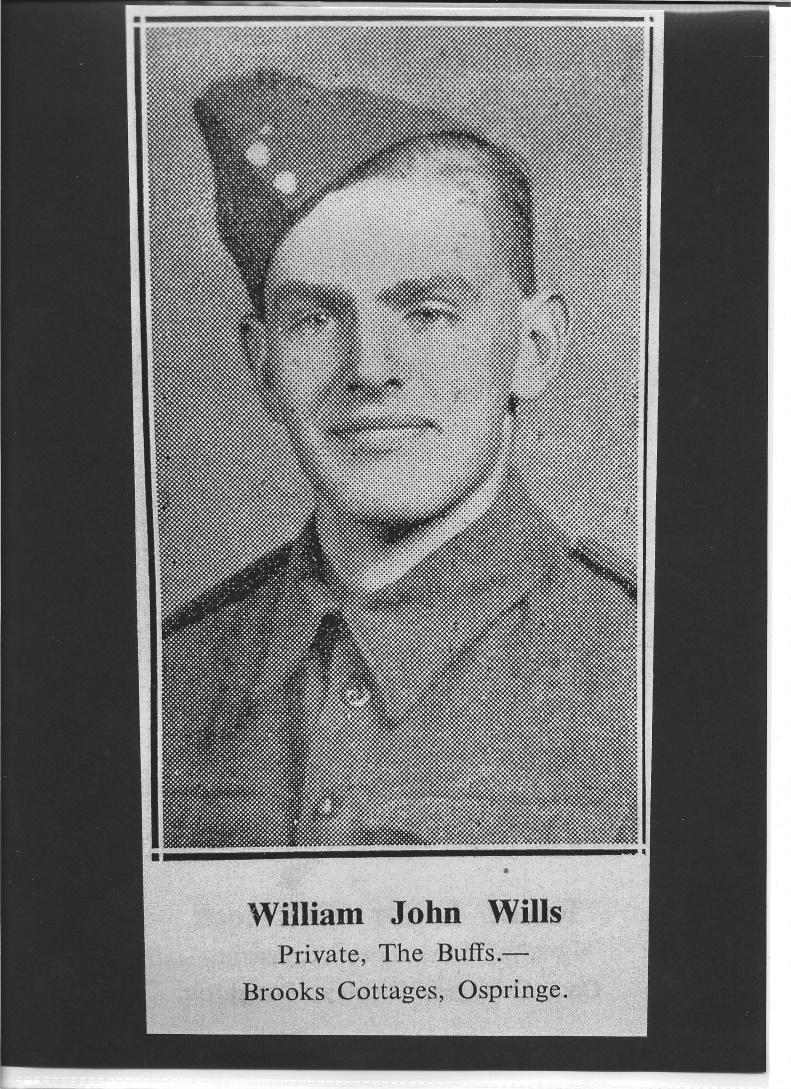 William John Wills
Private, The Buffs.—
Brooks Cottages, Ospringe.